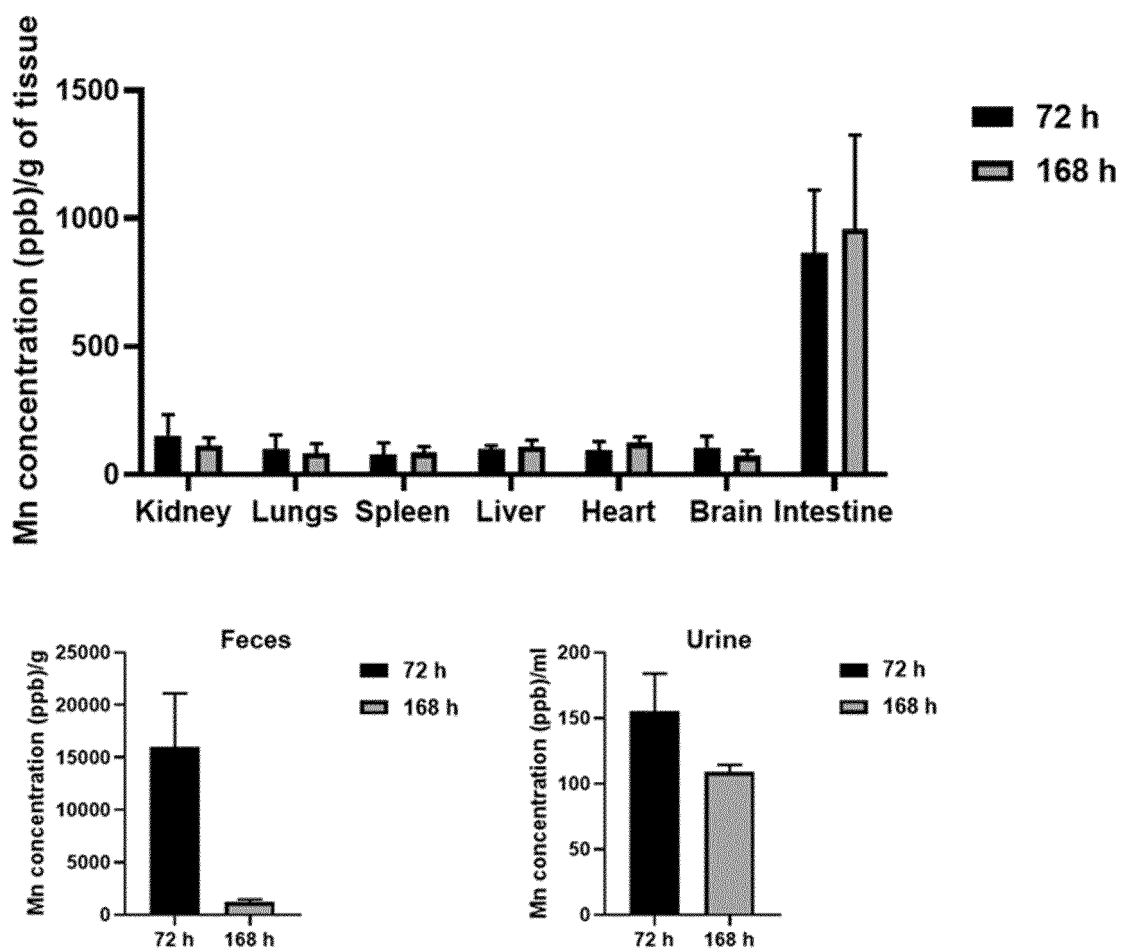 Mn concentration (ppb)/g of tissue
1500
1000
500
0
Kidney Lungs Spleen Liver Heart Brain Intestine
72 h
168 h
Feces
Mn concentration (ppb)/g
25000
20000
15000
10000
5000
0
72 h 168 h
72 h
168 h
Urine
Mn concentration (ppb)/ml
200
150
100
50
0
72 h 168 h
72 h
168 h